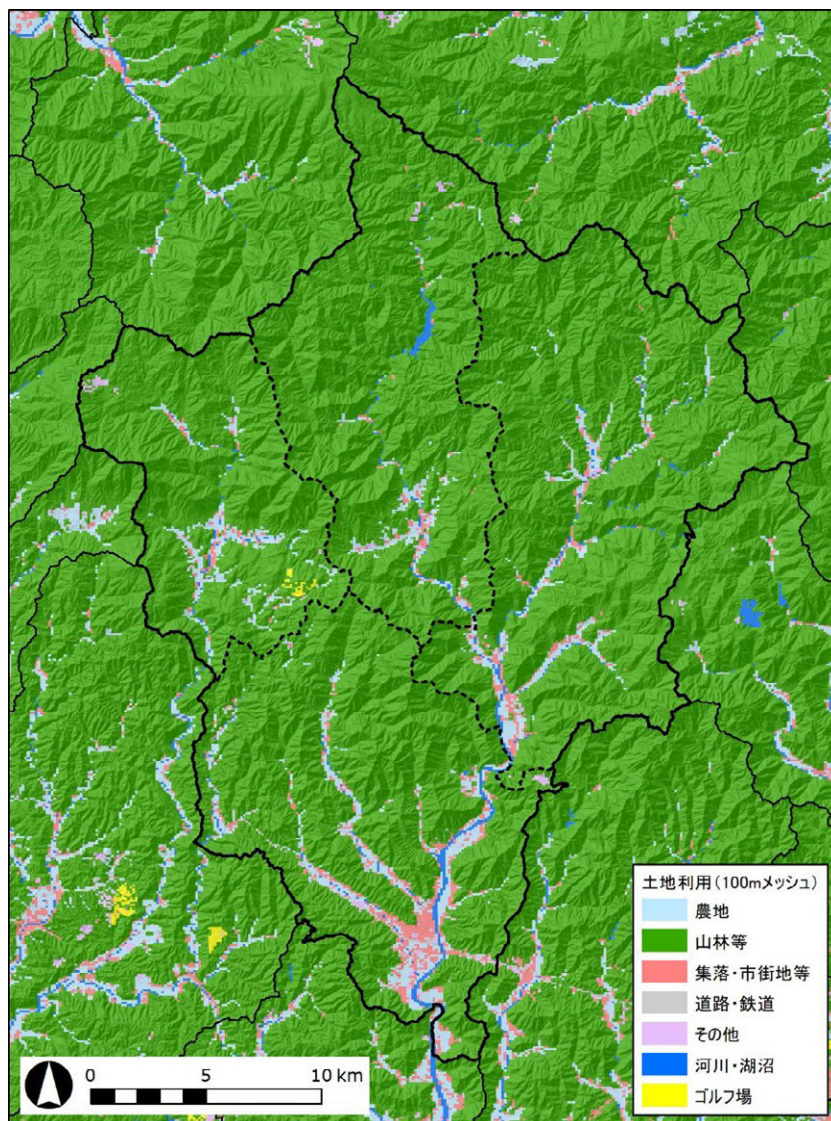 土地利用(100mメッシュ)
農地
山林等
集落・市街地等
道路・鉄道
その他
河川・湖沼
ゴルフ場
0 5 10 km